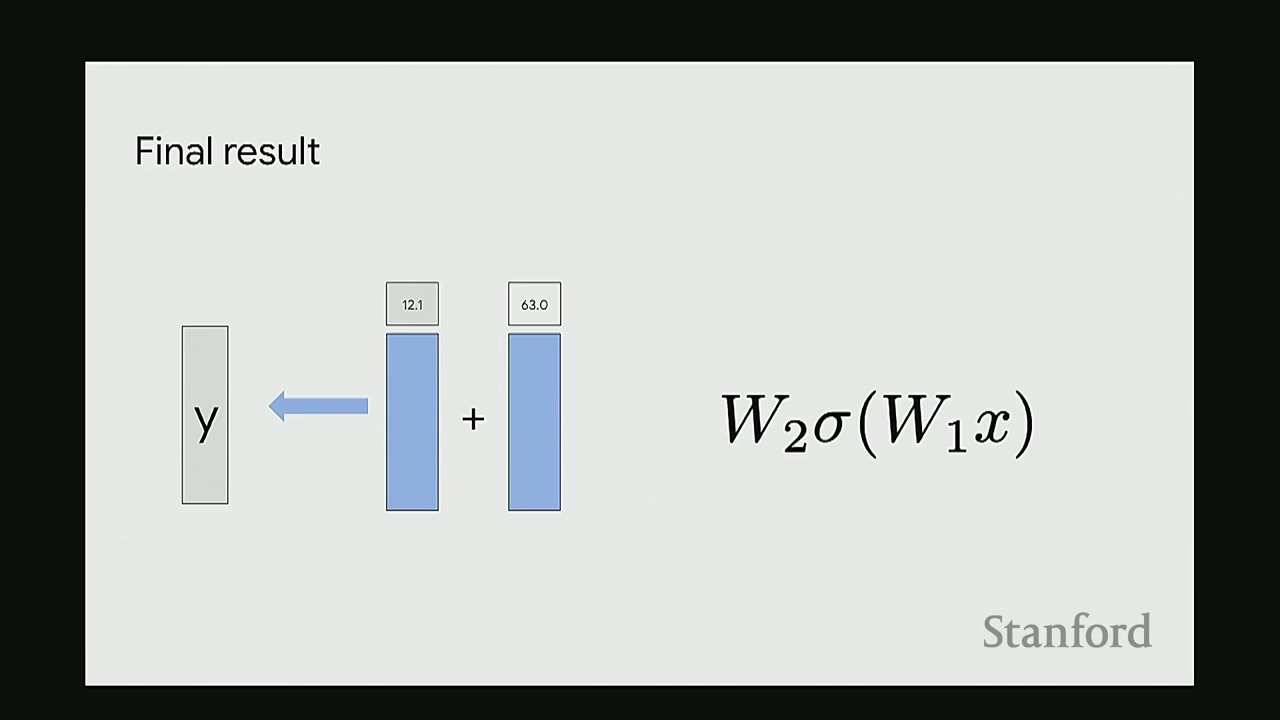 Final result
12.1
63.0
y
+
W₂σ(W₁x)
Stanford